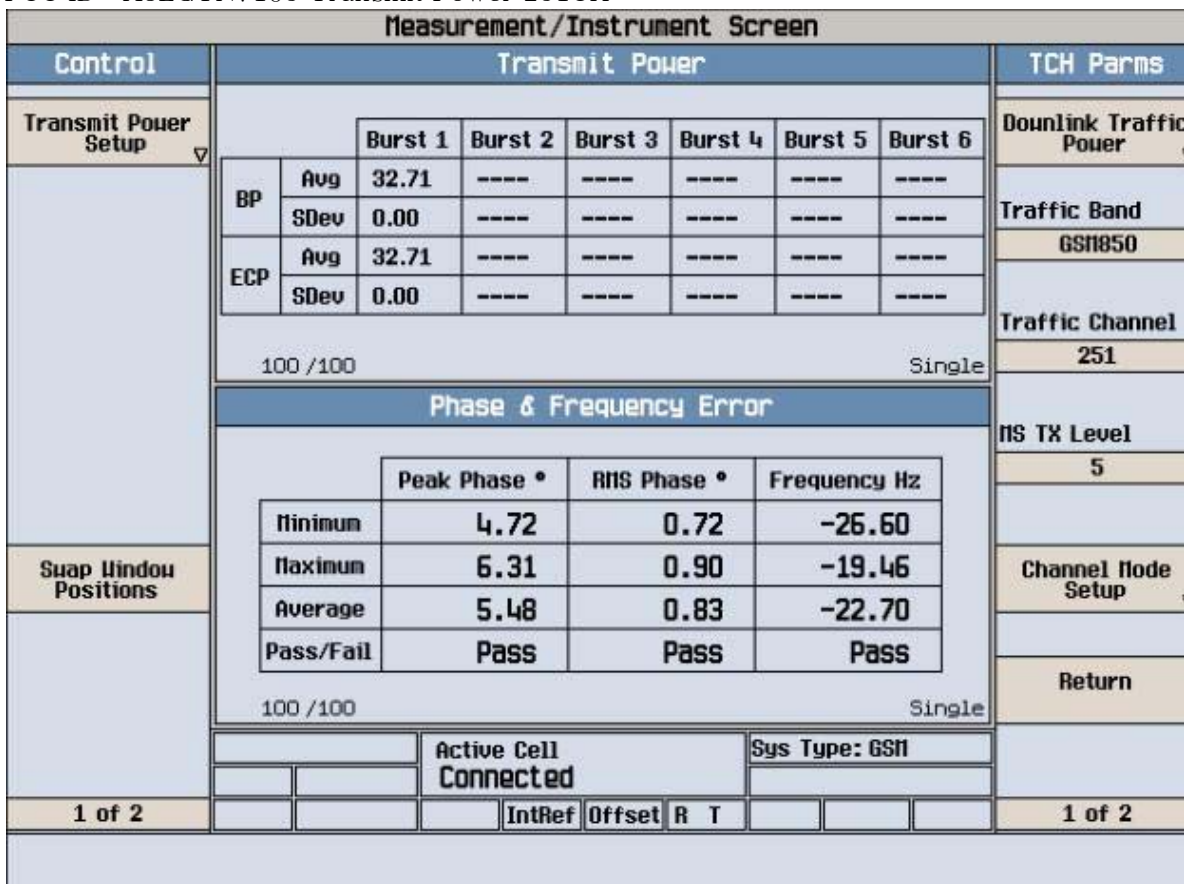 Measurement/Instrument Screen
Control
Transmit Power
TCH Parms
Transmit Power
Setup
Burst 1 Burst 2 Burst 3 Burst 4 Burst 5 Burst 6
BP Avg 32.71 ---- ---- ---- ---- ----
SDev 0.00 ---- ---- ---- ---- ----
ECP Avg 32.71 ---- ---- ---- ---- ----
SDev 0.00 ---- ---- ---- ---- ----
100 /100 Single
Downlink Traffic
Power
Traffic Band
GSM850
Traffic Channel
251
MS TX Level
5
Phase & Frequency Error
Peak Phase ° RMS Phase ° Frequency Hz
Minimum 4.72 0.72 -26.60
Maximum 6.31 0.90 -19.46
Average 5.48 0.83 -22.70
Pass/Fail Pass Pass Pass
100 /100 Single
Swap Window
Positions
Channel Mode
Setup
Return
Active Cell
Connected
Sys Type: GSM
IntRef Offset R T
1 of 2
1 of 2